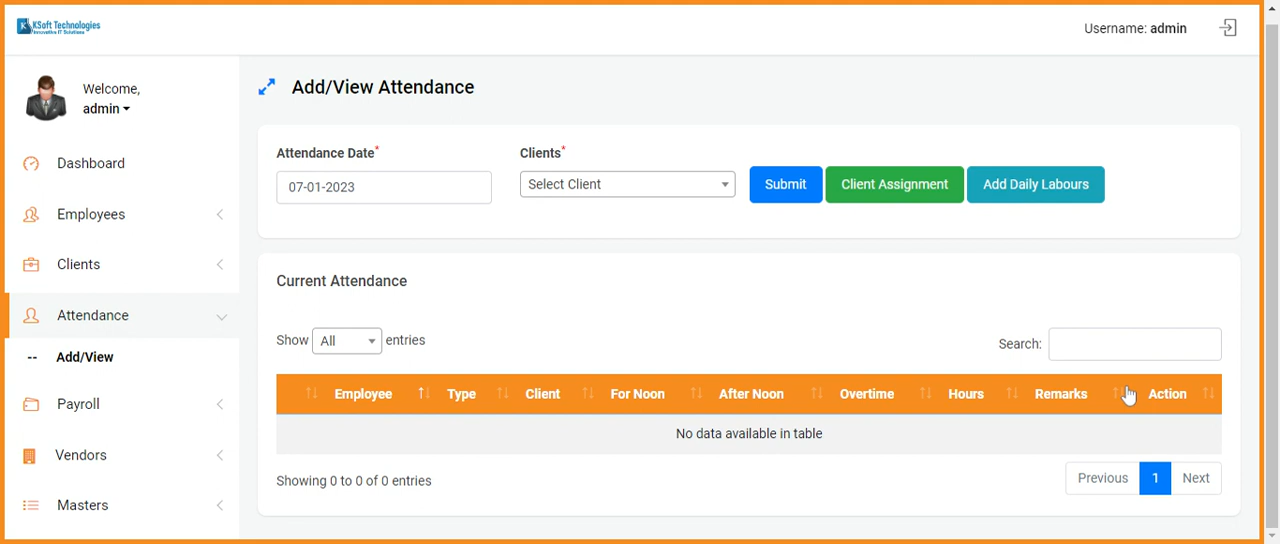 KSoft Technologies
Innovative IT Solutions
Username: admin
Welcome,
admin
Dashboard
Employees
Clients
Attendance
-- Add/View
Payroll
Vendors
Masters
Add/View Attendance
Attendance Date*
Clients*
07-01-2023
Select Client
Submit
Client Assignment
Add Daily Labours
Current Attendance
Show All entries
Search:
Employee Type Client For Noon After Noon Overtime Hours Remarks Action
No data available in table
Showing 0 to 0 of 0 entries
Previous 1 Next